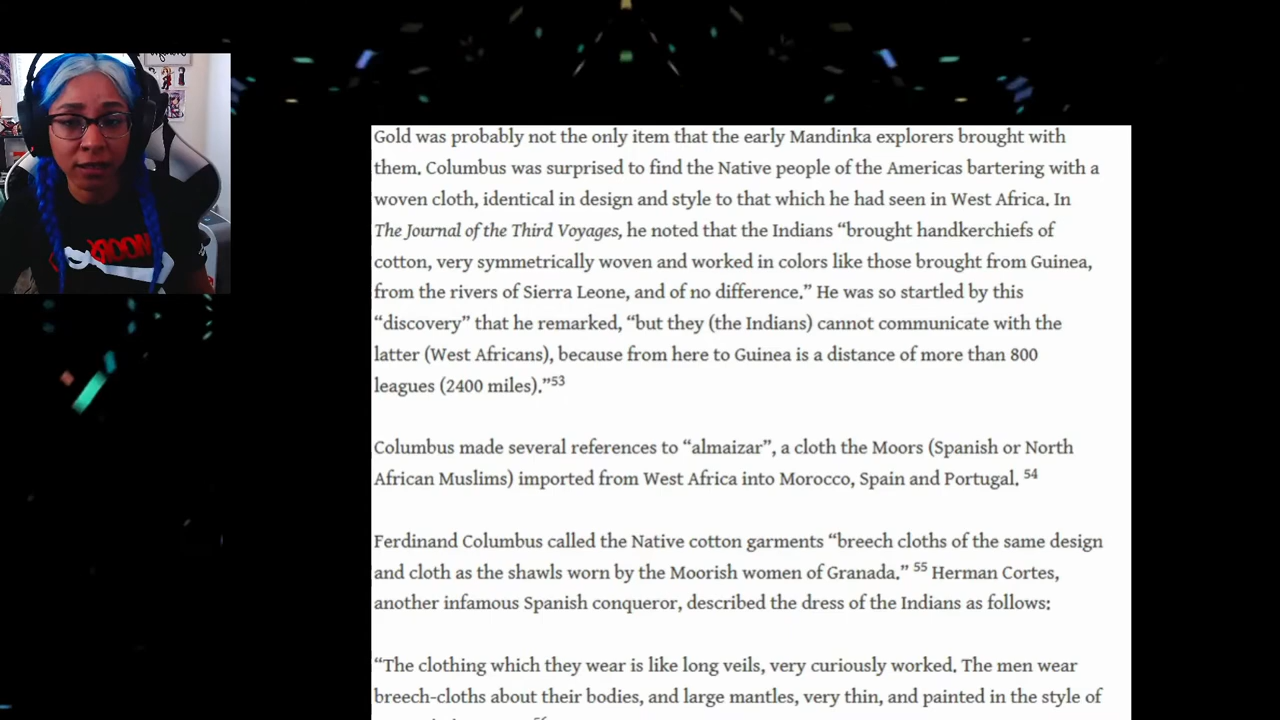 Gold was probably not the only item that the early Mandinka explorers brought with
them. Columbus was surprised to find the Native people of the Americas bartering with a
woven cloth, identical in design and style to that which he had seen in West Africa. In
The Journal of the Third Voyages, he noted that the Indians “brought handkerchiefs of
cotton, very symmetrically woven and worked in colors like those brought from Guinea,
from the rivers of Sierra Leone, and of no difference.” He was so startled by this
“discovery” that he remarked, “but they (the Indians) cannot communicate with the
latter (West Africans), because from here to Guinea is a distance of more than 800
leagues (2400 miles).”53
Columbus made several references to “almaizar”, a cloth the Moors (Spanish or North
African Muslims) imported from West Africa into Morocco, Spain and Portugal. 54
Ferdinand Columbus called the Native cotton garments “breech cloths of the same design
and cloth as the shawls worn by the Moorish women of Granada.” 55 Herman Cortes,
another infamous Spanish conqueror, described the dress of the Indians as follows:
“The clothing which they wear is like long veils, very curiously worked. The men wear
breech-cloths about their bodies, and large mantles, very thin, and painted in the style of